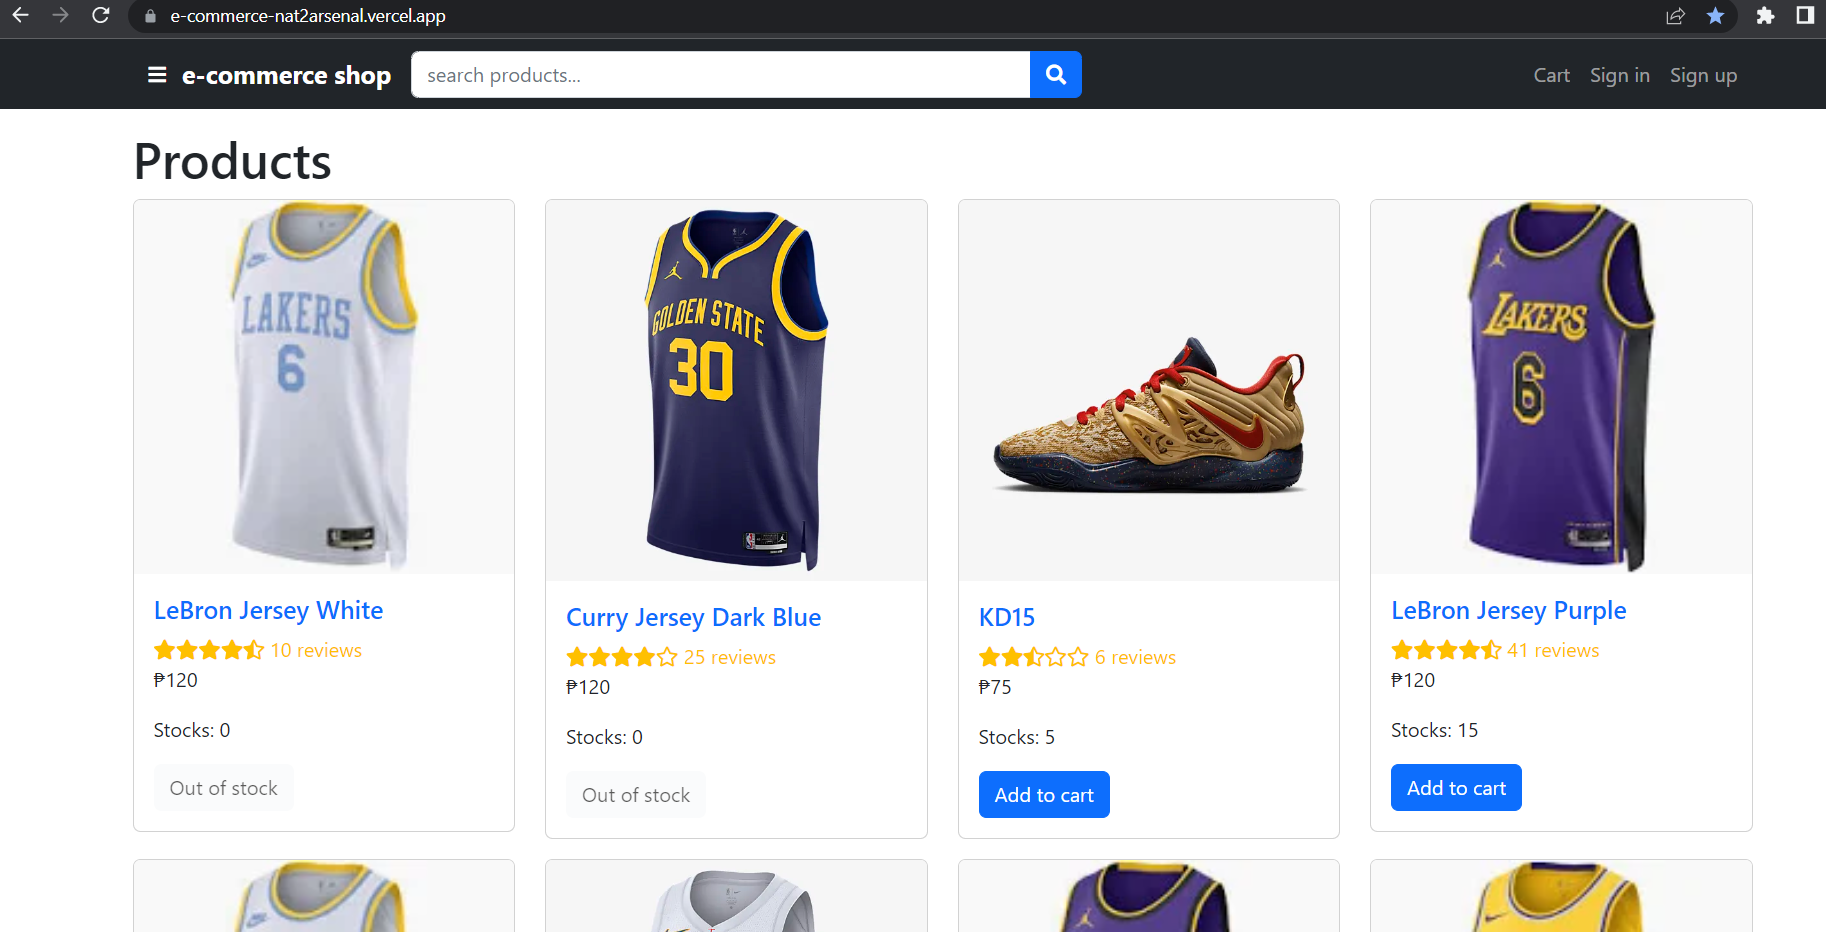 e-commerce-nat2arsenal.vercel.app
e-commerce shop
search products...
Cart Sign in Sign up
Products
LAKERS
6
GOLDEN STATE
30
LAKERS
6
LeBron Jersey White
10 reviews
₱120
Stocks: 0
Out of stock
Curry Jersey Dark Blue
25 reviews
₱120
Stocks: 0
Out of stock
KD15
6 reviews
₱75
Stocks: 5
Add to cart
LeBron Jersey Purple
41 reviews
₱120
Stocks: 15
Add to cart